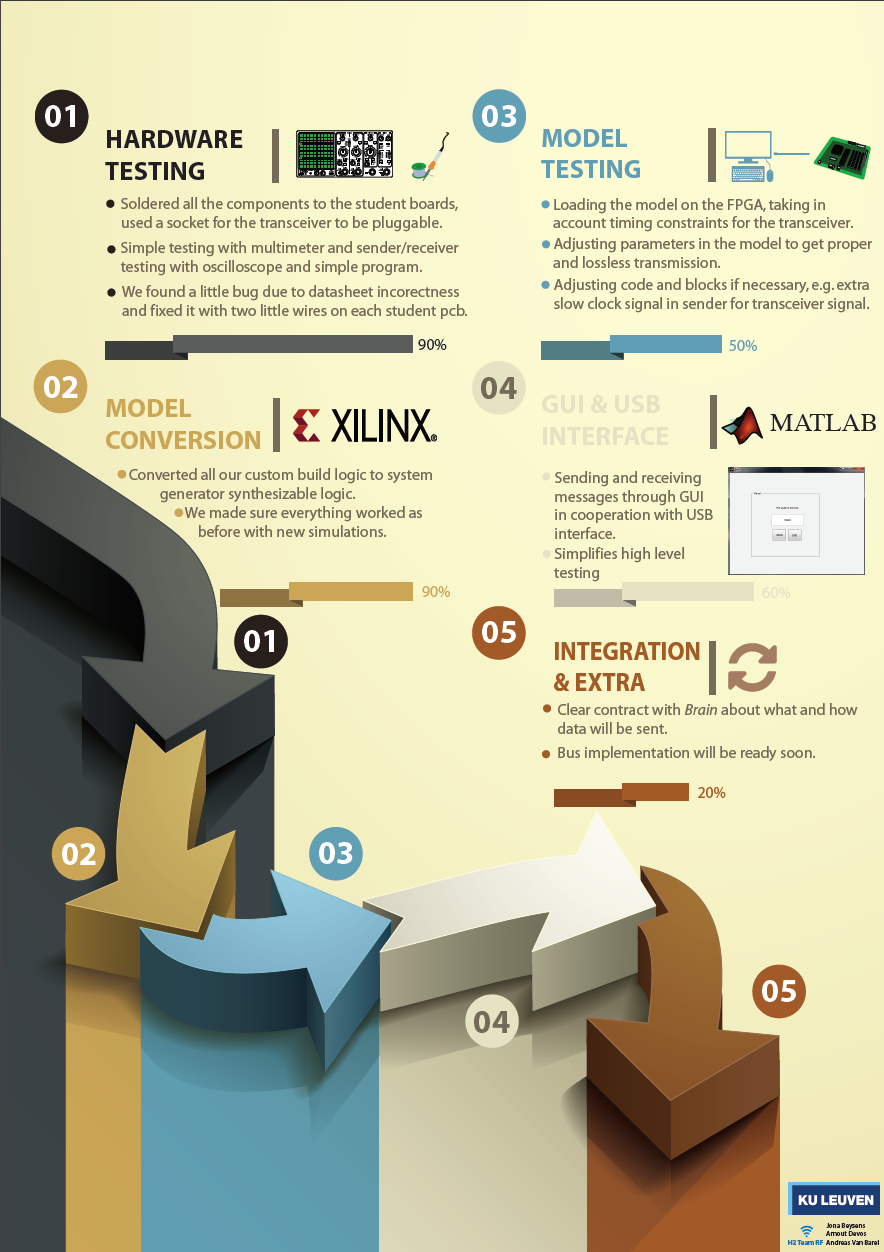 01
HARDWARE
TESTING
Soldered all the components to the student boards,
used a socket for the transceiver to be pluggable.
Simple testing with multimeter and sender/receiver
testing with oscilloscope and simple program.
We found a little bug due to datasheet incorectness
and fixed it with two little wires on each student pcb.
90%
02
MODEL
CONVERSION
XILINX®
Converted all our custom build logic to system
generator synthesizable logic.
We made sure everything worked as
before with new simulations.
90%
03
MODEL
TESTING
Loading the model on the FPGA, taking in
account timing constraints for the transceiver.
Adjusting parameters in the model to get proper
and lossless transmission.
Adjusting code and blocks if necessary, e.g. extra
slow clock signal in sender for transceiver signal.
50%
04
GUI & USB
INTERFACE
MATLAB
Sending and receiving
messages through GUI
in cooperation with USB
interface.
Simplifies high level
testing
60%
05
INTEGRATION
& EXTRA
Clear contract with Brain about what and how
data will be sent.
Bus implementation will be ready soon.
20%
01
02
03
04
05
KU LEUVEN
Jona Beysens
Arnout Devos
H2 Team RF Andreas Van Barel